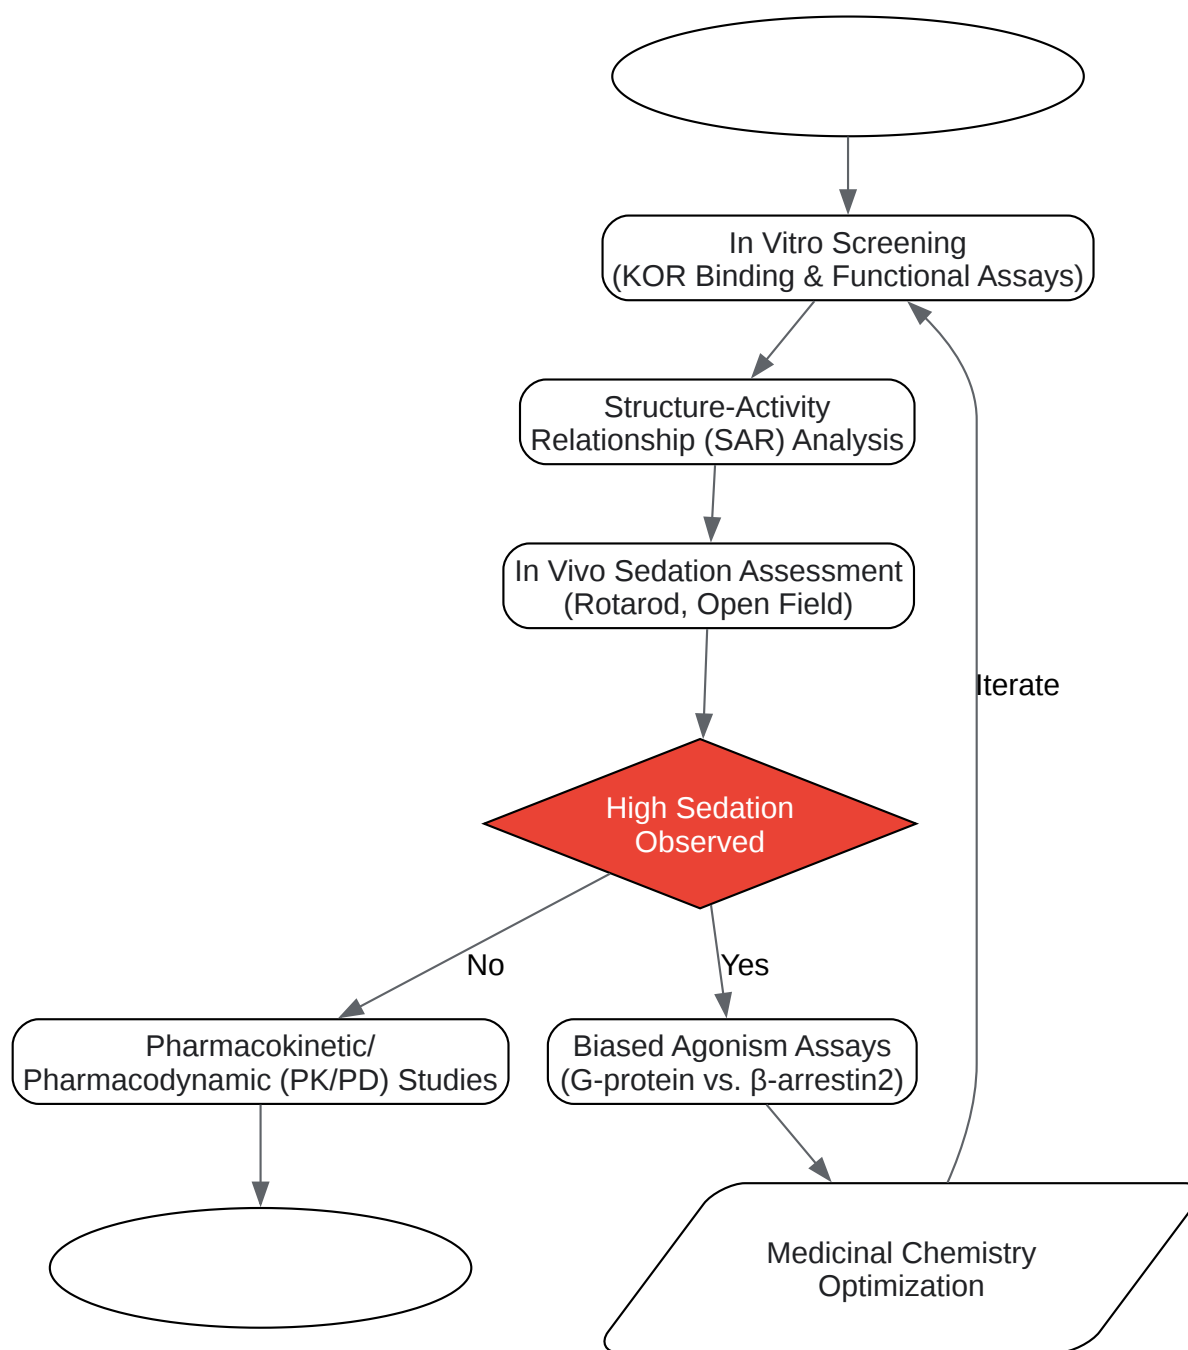 In Vitro Screening
(KOR Binding & Functional Assays)
Structure-Activity
Relationship (SAR) Analysis
In Vivo Sedation Assessment
(Rotarod, Open Field)
Iterate
High Sedation
Observed
No
Yes
Pharmacokinetic/
Pharmacodynamic (PK/PD) Studies
Biased Agonism Assays
(G-protein vs. β-arrestin2)
Medicinal Chemistry
Optimization